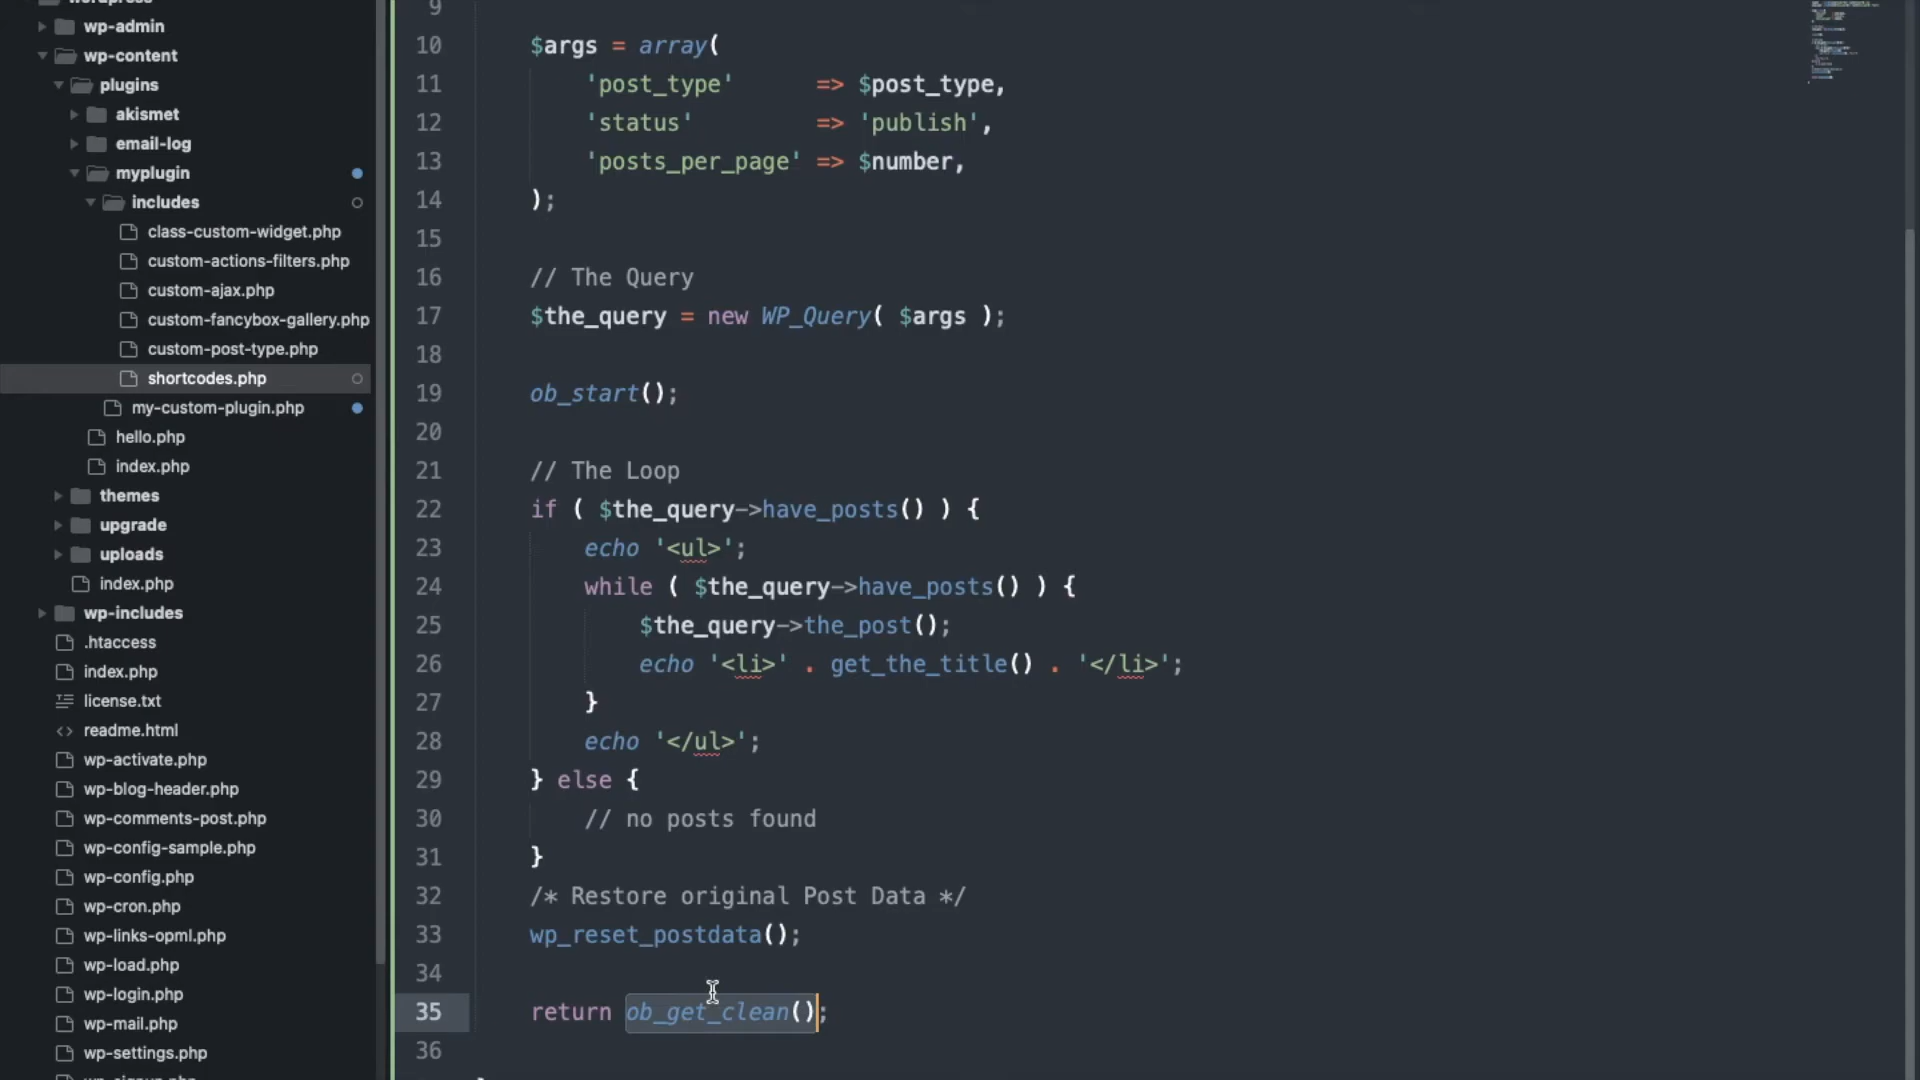 wordpress
wp-admin
wp-content
plugins
akismet
email-log
myplugin
includes
class-custom-widget.php
custom-actions-filters.php
custom-ajax.php
custom-fancybox-gallery.php
custom-post-type.php
shortcodes.php
my-custom-plugin.php
hello.php
index.php
themes
upgrade
uploads
index.php
wp-includes
.htaccess
index.php
license.txt
<> readme.html
wp-activate.php
wp-blog-header.php
wp-comments-post.php
wp-config-sample.php
wp-config.php
wp-cron.php
wp-links-opml.php
wp-load.php
wp-login.php
wp-mail.php
wp-settings.php
9
10 $args = array(
11 'post_type' => $post_type,
12 'status' => 'publish',
13 'posts_per_page' => $number,
14 );
15
16 // The Query
17 $the_query = new WP_Query( $args );
18
19 ob_start();
20
21 // The Loop
22 if ( $the_query->have_posts() ) {
23 echo '<ul>';
24 while ( $the_query->have_posts() ) {
25 $the_query->the_post();
26 echo '<li>' . get_the_title() . '</li>';
27 }
28 echo '</ul>';
29 } else {
30 // no posts found
31 }
32 /* Restore original Post Data */
33 wp_reset_postdata();
34
35 return ob_get_clean();
36